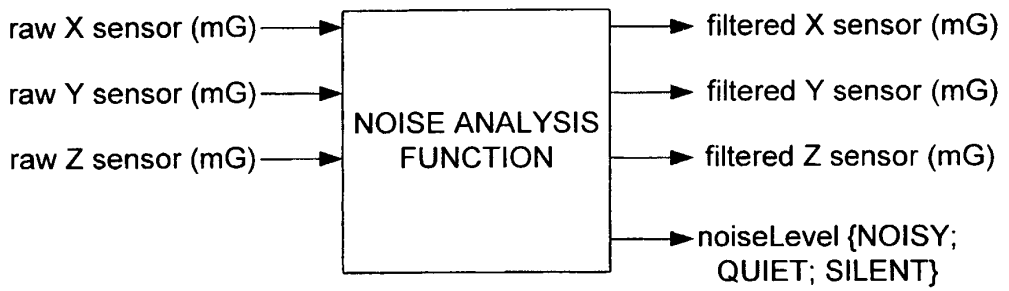 raw X sensor (mG)
raw Y sensor (mG)
raw Z sensor (mG)
NOISE ANALYSIS
FUNCTION
filtered X sensor (mG)
filtered Y sensor (mG)
filtered Z sensor (mG)
noiseLevel {NOISY;
QUIET; SILENT}